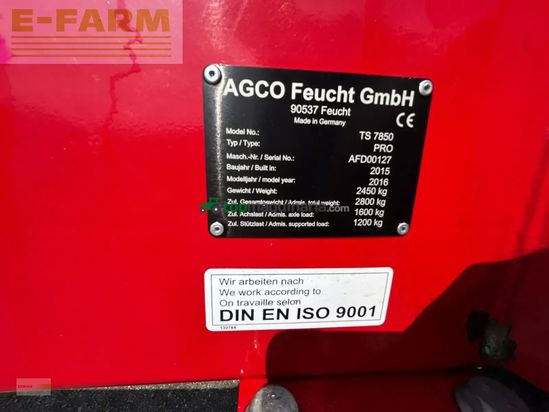 E-FARM
AGCO Feucht GmbH
90537 Feucht
Made in Germany
CE
Model No.: TS 7850
Typ / Type: PRO
Masch.-Nr. / Serial No.: AFD00127
Baujahr / Built in: 2015
Modelljahr / model year: 2016
Gewicht / Weight: 2450 kg
Zul. Gesamtgewicht / Admis. total weight: 2800 kg
Zul. Achslast / Admis. axle load: 1600 kg
Zul. Stützlast / Admis. supported load: 1200 kg
Wir arbeiten nach
We work according to
On travaille selon
DIN EN ISO 9001